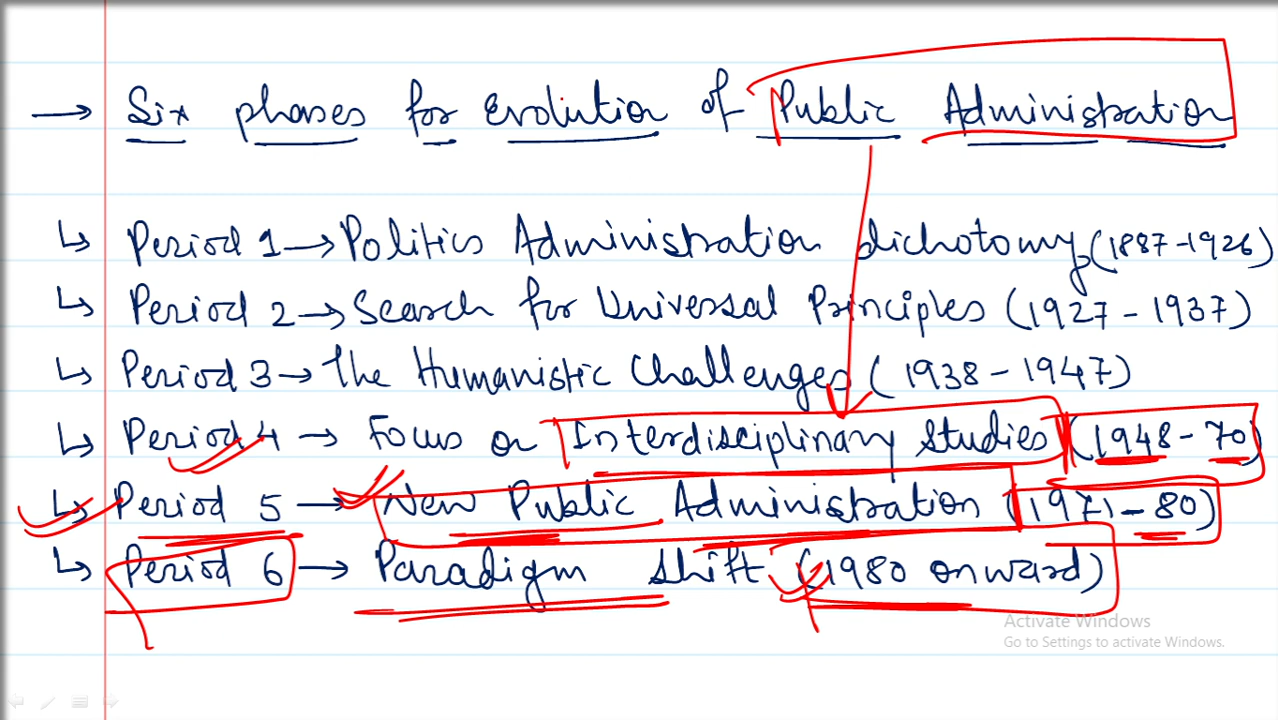 → Six phases for Evolution of Public Administration
↳ Period 1 → Politics Administration dichotomy (1887-1926)
↳ Period 2 → Search for Universal Principles (1927 - 1937)
↳ Period 3 → The Humanistic Challenges (1938 - 1947)
↳ Period 4 → Focus on Interdisciplinary Studies (1948 - 70)
↳ Period 5 → New Public Administration (1971 - 80)
↳ Period 6 → Paradigm shift (1980 onward)
Activate Windows
Go to Settings to activate Windows.